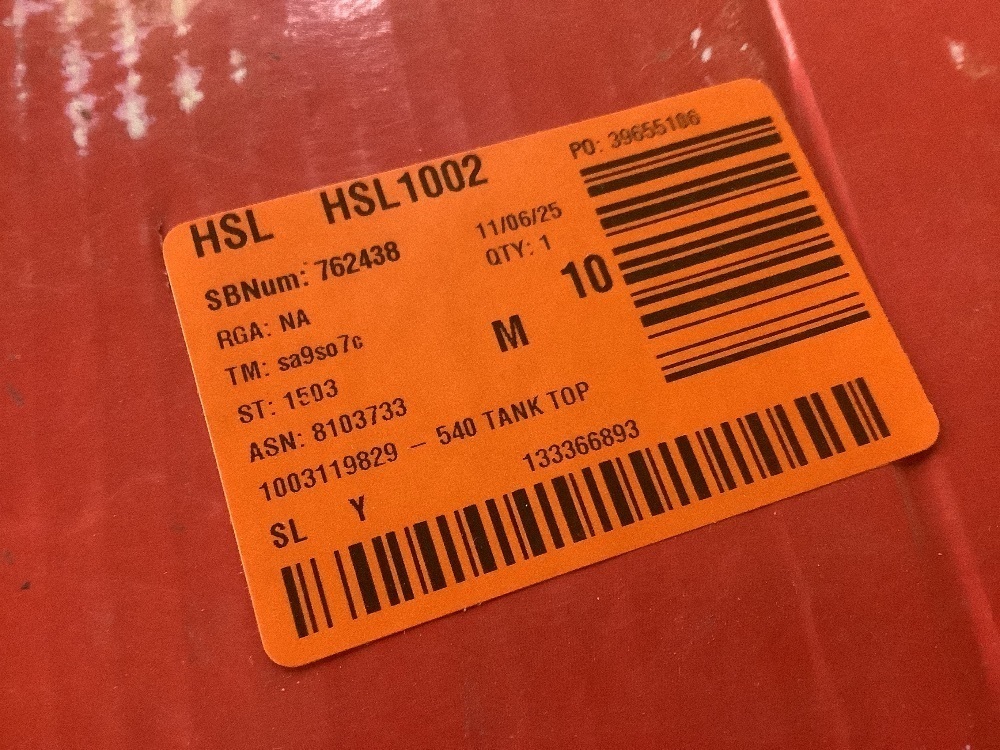 HSL HSL1002
PO: 39655106
SBNum: 762438
11/06/25
QTY: 1
10
RGA: NA
M
TM: sa9so7c
ST: 1503
ASN: 8103733
1003119829 – 540 TANK TOP
133366893
SL Y